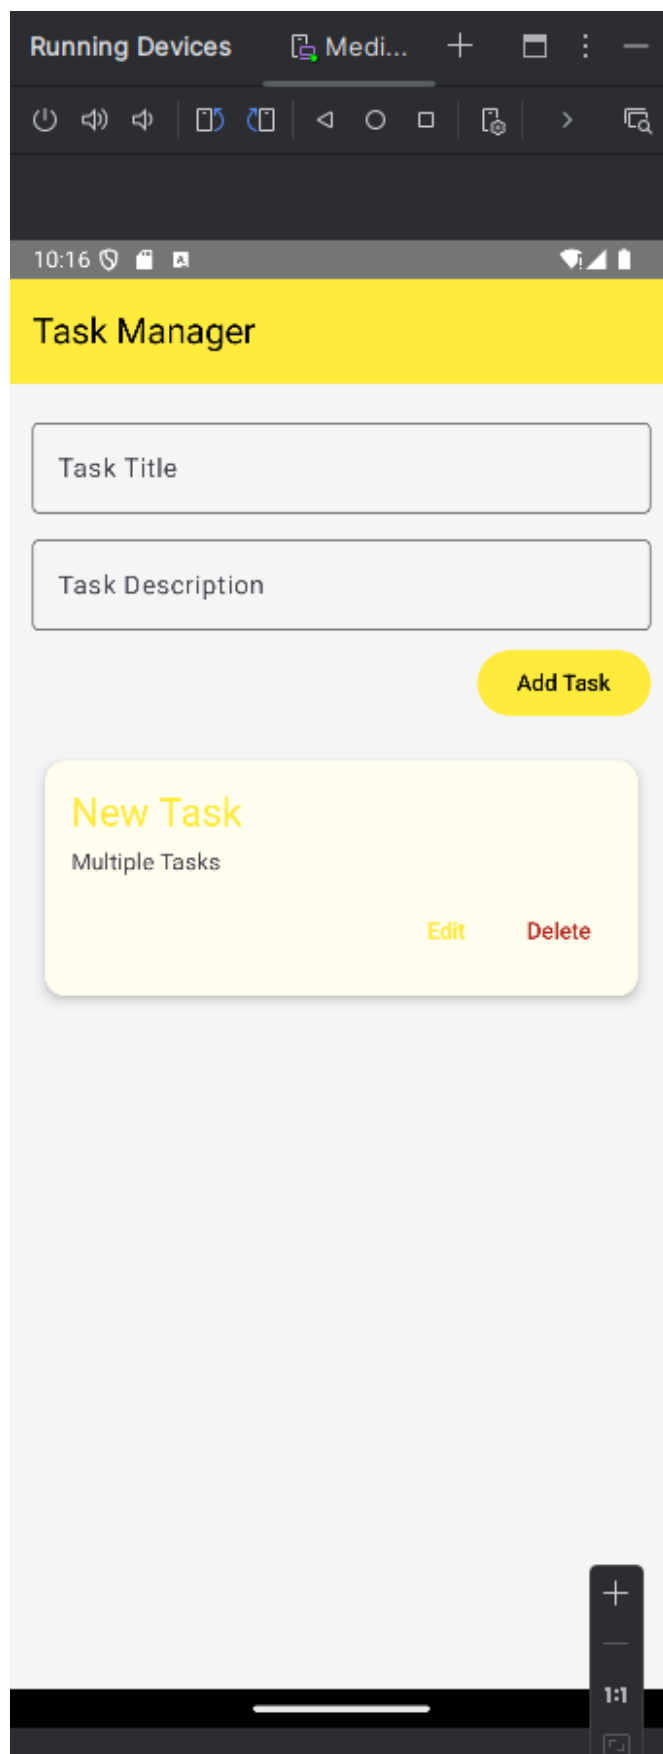 Running Devices Medi...
10:16
Task Manager
Task Title
Task Description
Add Task
New Task
Multiple Tasks
Edit Delete
1:1